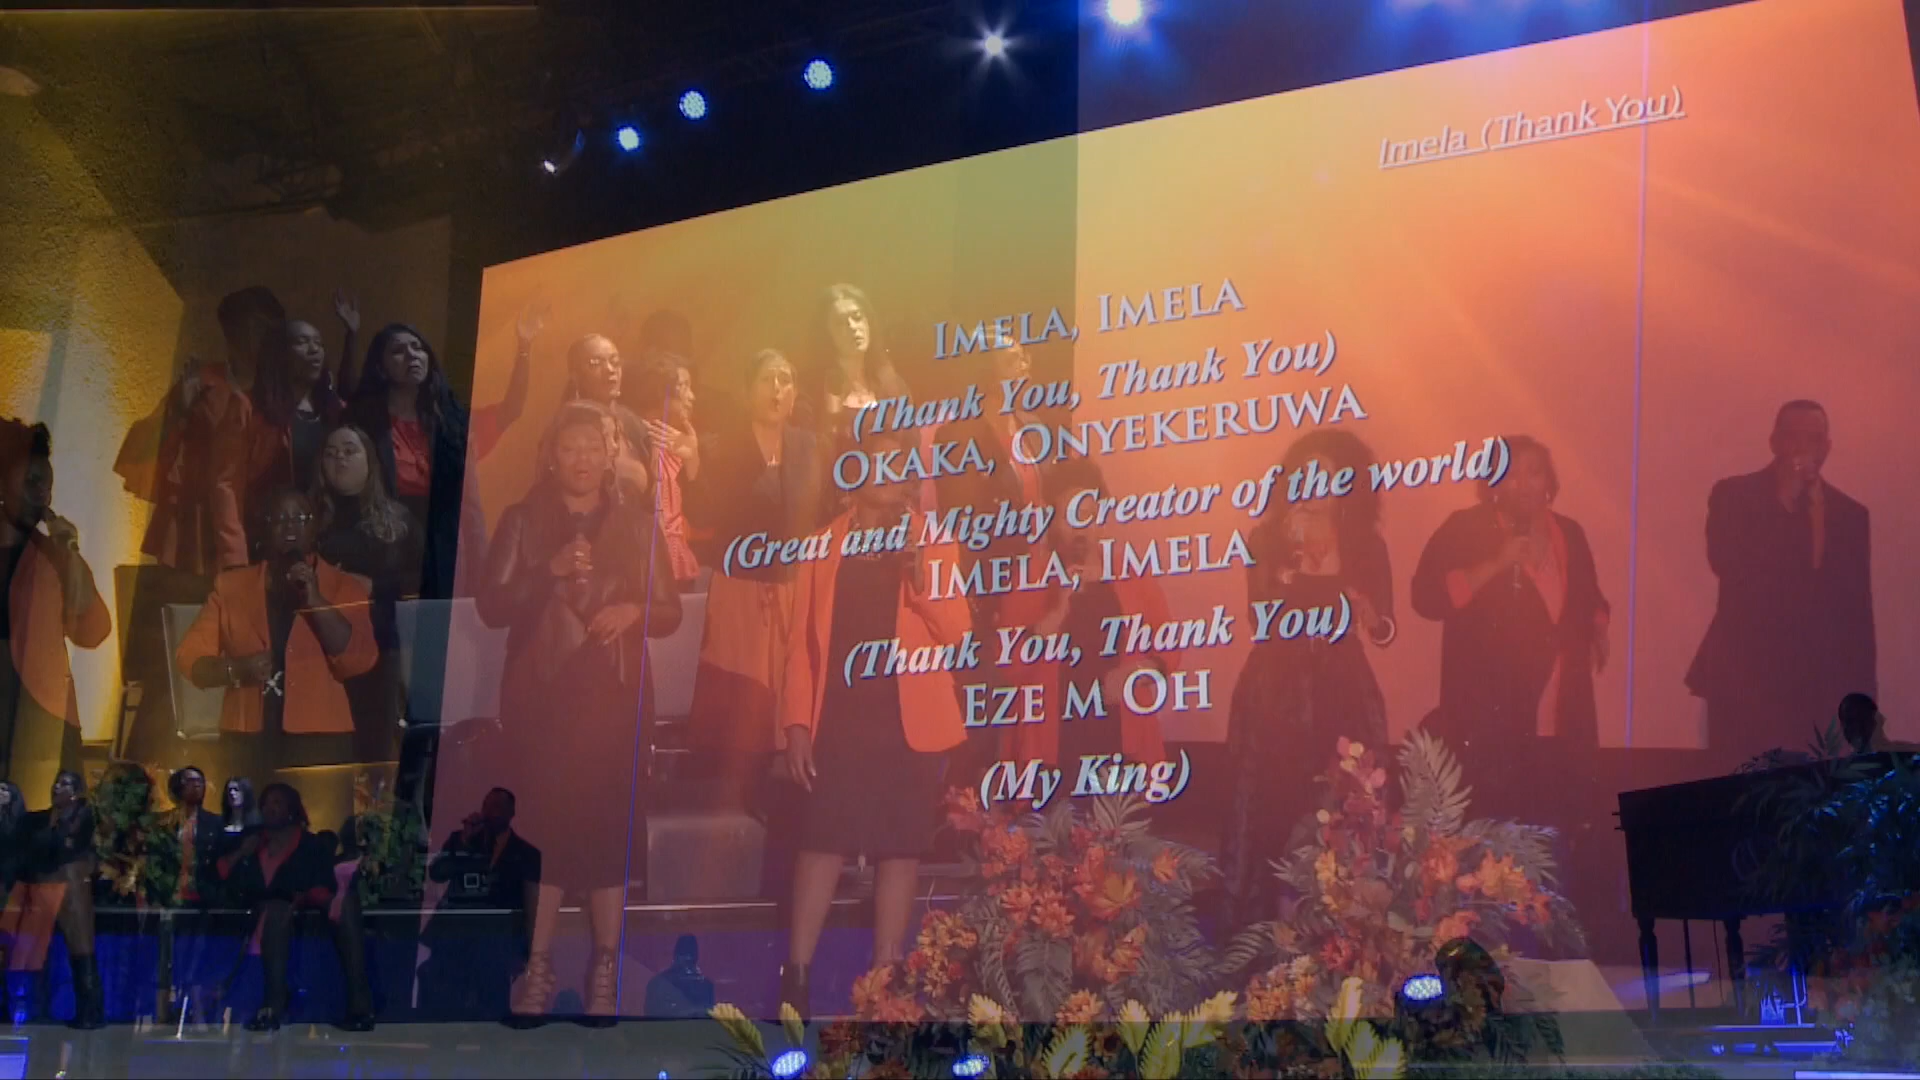 Imela (Thank You)
IMELA, IMELA
(Thank You, Thank You)
OKAKA, ONYEKERUWA
(Great and Mighty Creator of the world)
IMELA, IMELA
(Thank You, Thank You)
EZE M OH
(My King)